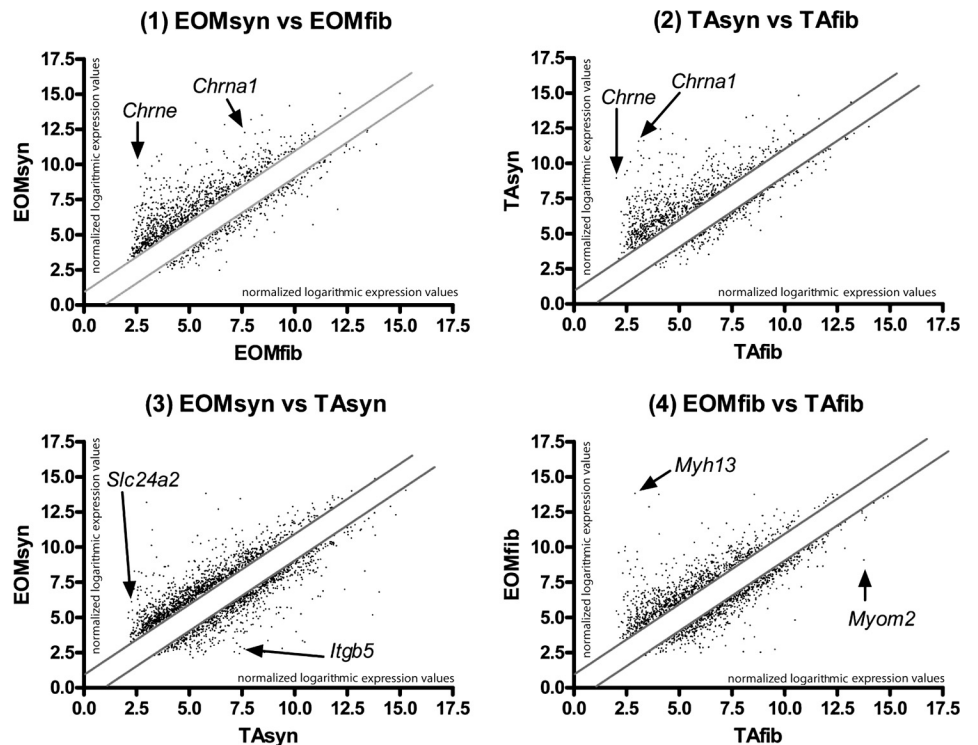 (1) EOMsyn vs EOMfib
17.5
15.0
12.5
10.0
7.5
5.0
2.5
0.0
EOMsyn
normalized logarithmic expression values
Chrne
Chrna1
normalized logarithmic expression values
0.0 2.5 5.0 7.5 10.0 12.5 15.0 17.5
EOMfib
(2) TAsyn vs TAfib
17.5
15.0
12.5
10.0
7.5
5.0
2.5
0.0
TAsyn
normalized logarithmic expression values
Chrne
Chrna1
normalized logarithmic expression values
0.0 2.5 5.0 7.5 10.0 12.5 15.0 17.5
TAfib
(3) EOMsyn vs TAsyn
17.5
15.0
12.5
10.0
7.5
5.0
2.5
0.0
EOMsyn
normalized logarithmic expression values
Slc24a2
Itgb5
normalized logarithmic expression values
0.0 2.5 5.0 7.5 10.0 12.5 15.0 17.5
TAsyn
(4) EOMfib vs TAfib
17.5
15.0
12.5
10.0
7.5
5.0
2.5
0.0
EOMfib
normalized logarithmic expression values
Myh13
Myom2
normalized logarithmic expression values
0.0 2.5 5.0 7.5 10.0 12.5 15.0 17.5
TAfib